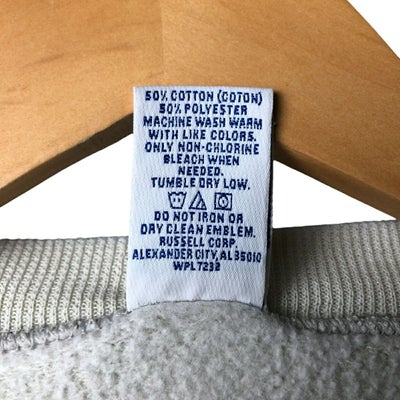 50% COTTON (COTON)
50% POLYESTER
MACHINE WASH WARM
WITH LIKE COLORS.
ONLY NON-CHLORINE
BLEACH WHEN
NEEDED.
TUMBLE DRY LOW.
DO NOT IRON OR
DRY CLEAN EMBLEM.
RUSSELL CORP.
ALEXANDER CITY, AL 35010
WPL7232